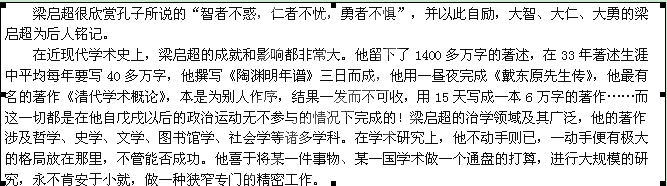 梁启超很欣赏孔子所说的“智者不惑，仁者不忧，勇者不惧”，并以此自励，大智、大仁、大勇的梁
启超为后人铭记。
在近现代学术史上，梁启超的成就和影响都非常大。他留下了1400多万字的著述，在33年著述生涯
中平均每年要写40多万字，他撰写《陶渊明年谱》三日而成，他用一昼夜完成《戴东原先生传》，他最有
名的著作《清代学术概论》，本是为别人作序，结果一发而不可收，用15天写成一本6万字的著作……而
这一切都是在他自戊戌以后的政治运动无不参与的情况下完成的！梁启超的治学领域及其广泛，他的著作
涉及哲学、史学、文学、图书馆学、社会学等诸多学科。在学术研究上，他不动手则已，一动手便有极大
的格局放在那里，不管能否成功。他喜于将某一件事物、某一国学术做一个通盘的打算，进行大规模的研
究，永不肯安于小就，做一种狭窄专门的精密工作。